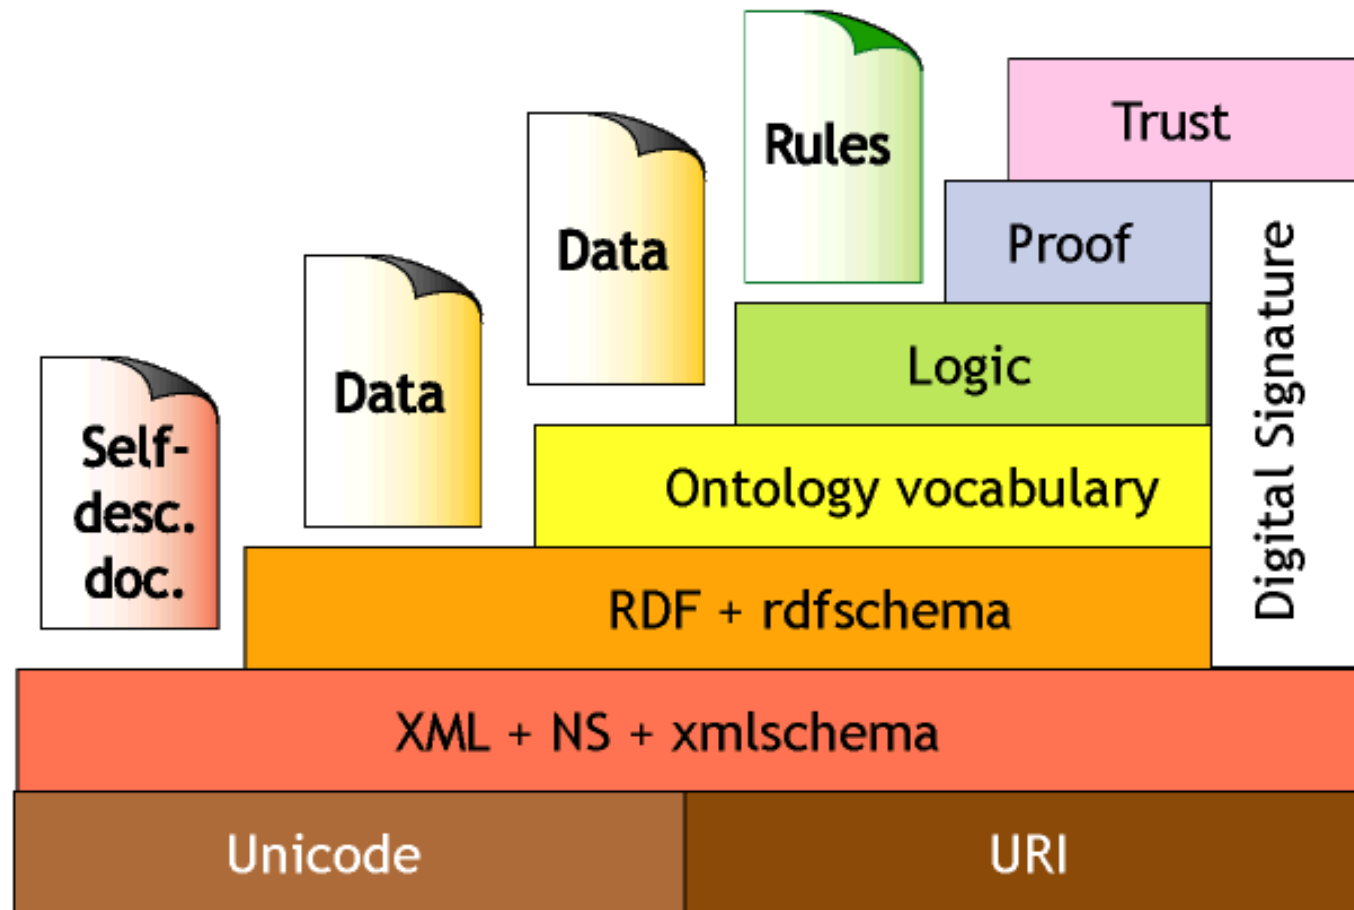 Rules
Trust
Data
Proof
Data
Logic
Digital Signature
Self-
desc.
doc.
Ontology vocabulary
RDF + rdfschema
XML + NS + xmlschema
Unicode
URI